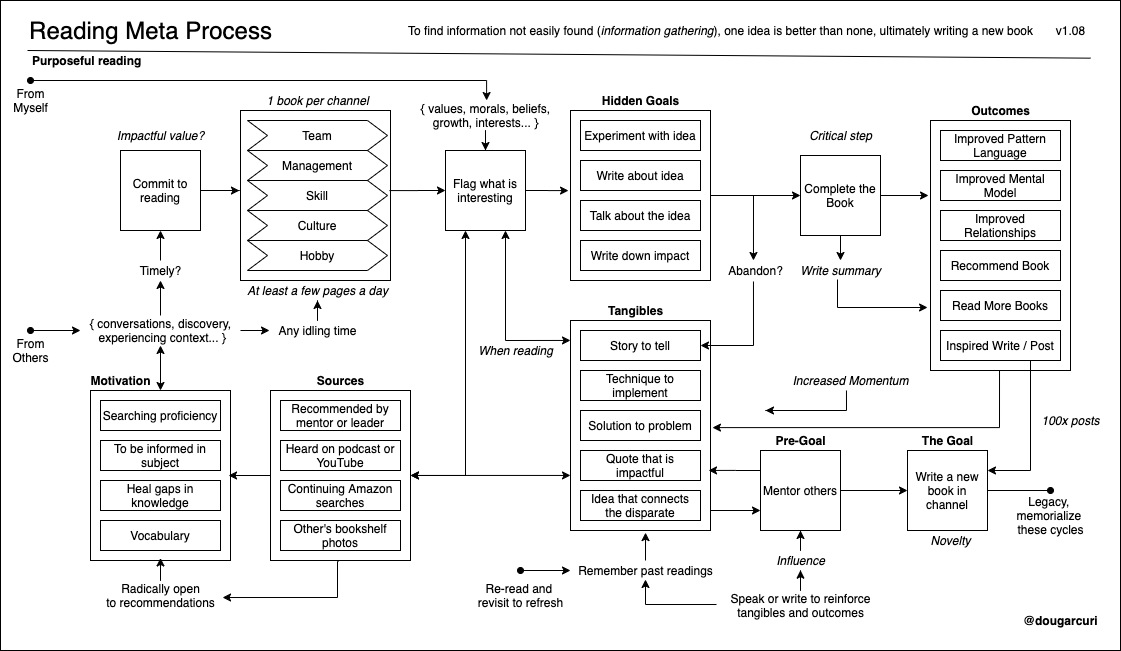 Reading Meta Process
To find information not easily found (information gathering), one idea is better than none, ultimately writing a new book
v1.08
Purposeful reading
From
Myself
1 book per channel
{ values, morals, beliefs,
growth, interests... }
Hidden Goals
Outcomes
Impactful value?
Commit to
reading
Team
Management
Skill
Culture
Hobby
At least a few pages a day
Flag what is
interesting
Experiment with idea
Write about idea
Talk about the idea
Write down impact
Critical step
Complete the
Book
Improved Pattern
Language
Improved Mental
Model
Improved
Relationships
Recommend Book
Read More Books
Inspired Write / Post
Timely?
Abandon?
Write summary
From
Others
{ conversations, discovery,
experiencing context... }
Any idling time
When reading
Tangibles
Story to tell
Technique to
implement
Solution to problem
Quote that is
impactful
Idea that connects
the disparate
Increased Momentum
100x posts
Motivation
Searching proficiency
To be informed in
subject
Heal gaps in
knowledge
Vocabulary
Sources
Recommended by
mentor or leader
Heard on podcast or
YouTube
Continuing Amazon
searches
Other's bookshelf
photos
Pre-Goal
Mentor others
The Goal
Write a new
book in
channel
Novelty
Legacy,
memorialize
these cycles
Radically open
to recommendations
Re-read and
revisit to refresh
Remember past readings
Influence
Speak or write to reinforce
tangibles and outcomes
@dougarcuri